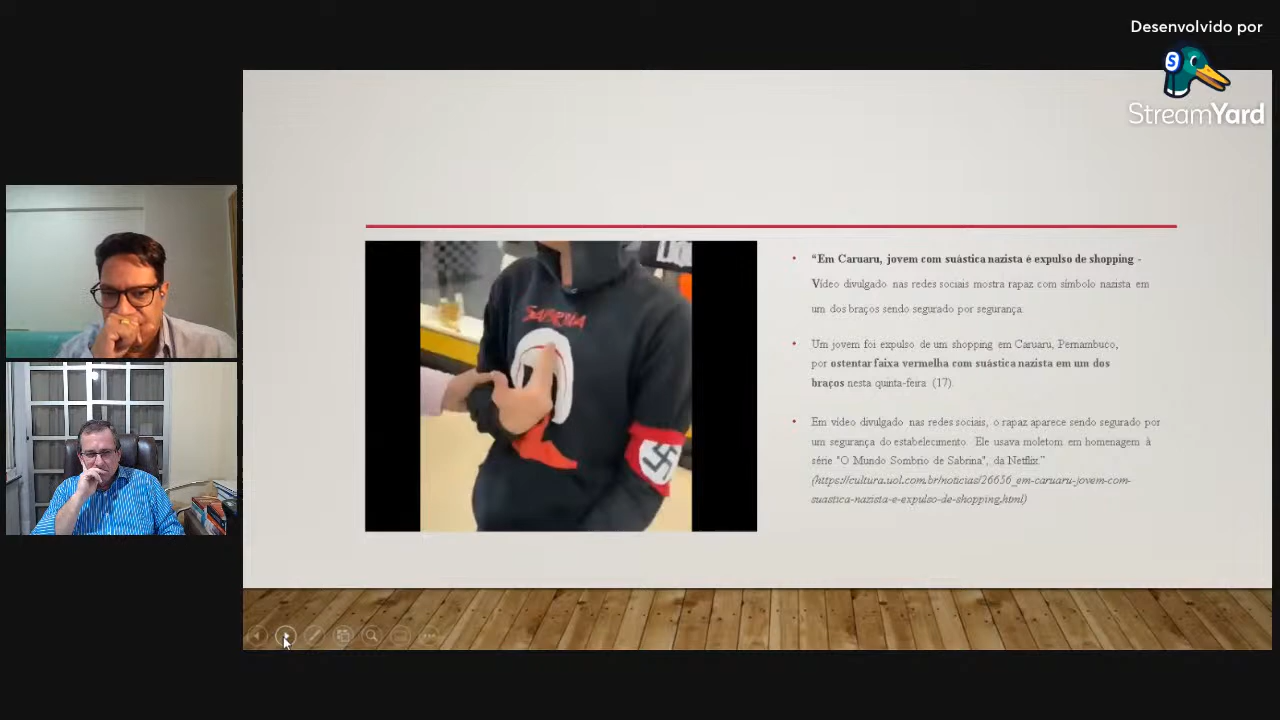 Desenvolvido por
S
StreamYard
SABRINA
• “Em Caruaru, jovem com suástica nazista é expulso de shopping -
Vídeo divulgado nas redes sociais mostra rapaz com símbolo nazista em
um dos braços sendo segurado por segurança.
• Um jovem foi expulso de um shopping em Caruaru, Pernambuco,
por ostentar faixa vermelha com suástica nazista em um dos
braços nesta quinta-feira (17).
• Em vídeo divulgado nas redes sociais, o rapaz aparece sendo segurado por
um segurança do estabelecimento. Ele usava moletom em homenagem à
série "O Mundo Sombrio de Sabrina", da Netflix.”
(https://cultura.uol.com.br/noticias/26656_em-caruaru-jovem-com-
suastica-nazista-e-expulso-de-shopping.html)